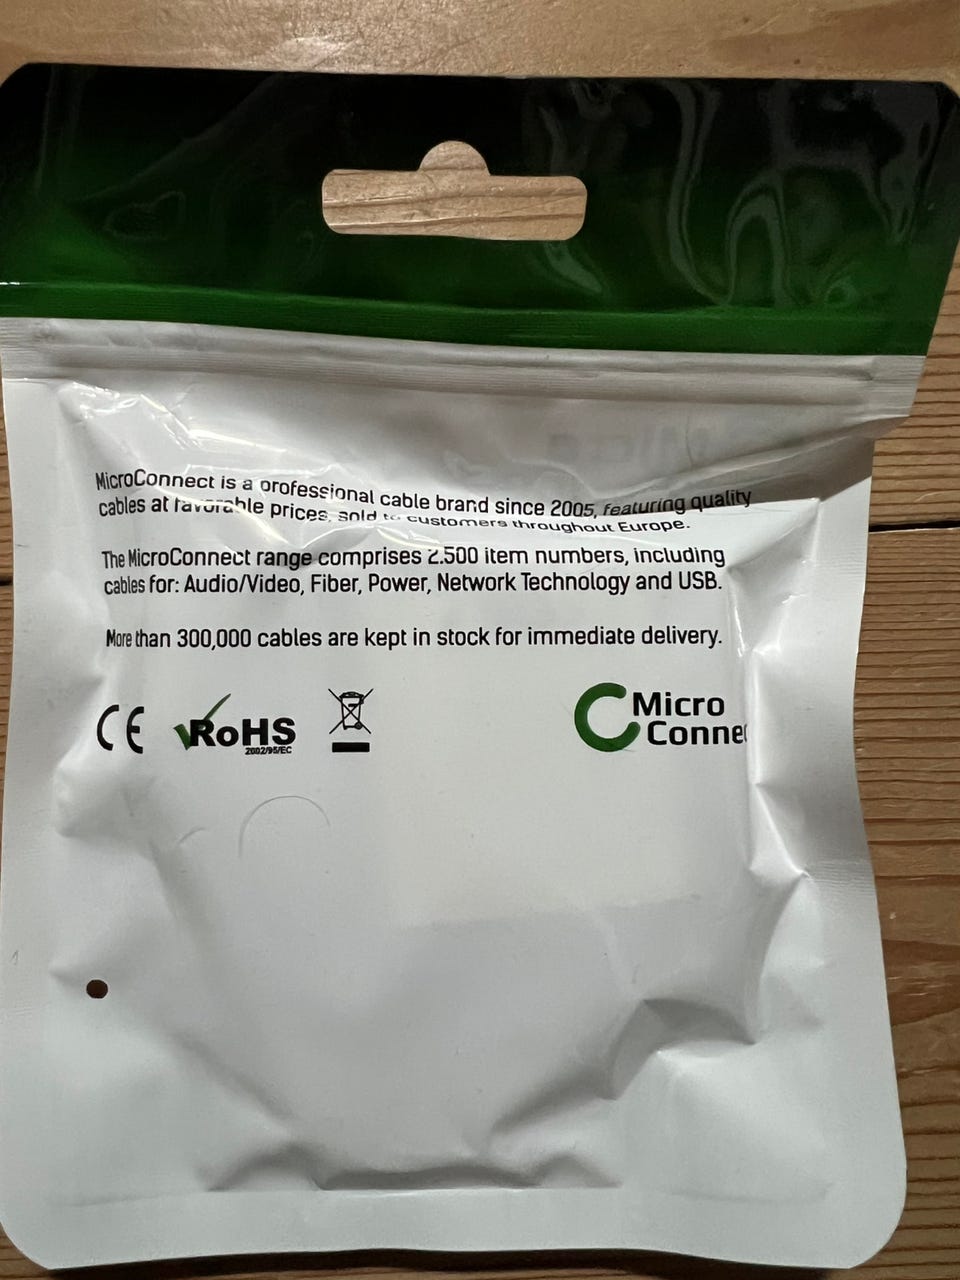 MicroConnect is a professional cable brand since 2005, featuring quality
cables at favorable prices, sold to customers throughout Europe.
The MicroConnect range comprises 2.500 item numbers, including
cables for: Audio/Video, Fiber, Power, Network Technology and USB.
More than 300,000 cables are kept in stock for immediate delivery.
CE
RoHS
2002/95/EC
Micro
Connec